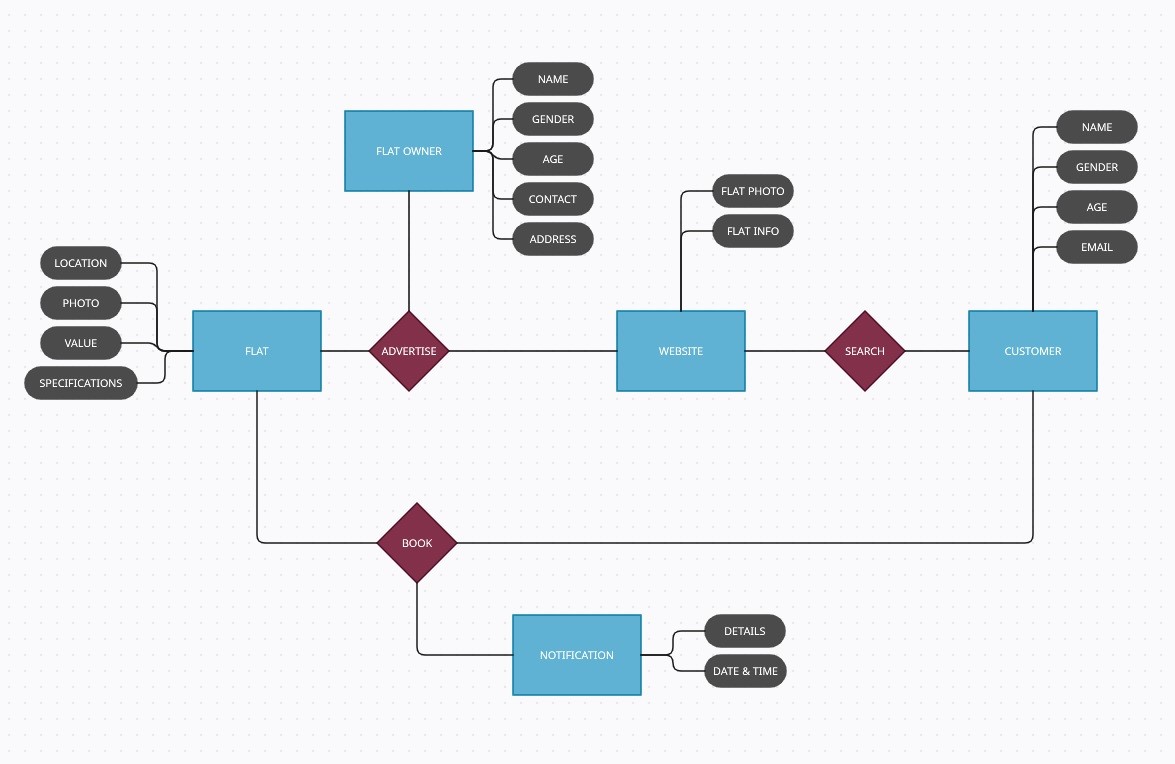 NAME
GENDER
FLAT OWNER
AGE
CONTACT
ADDRESS
FLAT PHOTO
FLAT INFO
NAME
GENDER
AGE
EMAIL
LOCATION
PHOTO
VALUE
SPECIFICATIONS
FLAT
ADVERTISE
WEBSITE
SEARCH
CUSTOMER
BOOK
NOTIFICATION
DETAILS
DATE & TIME